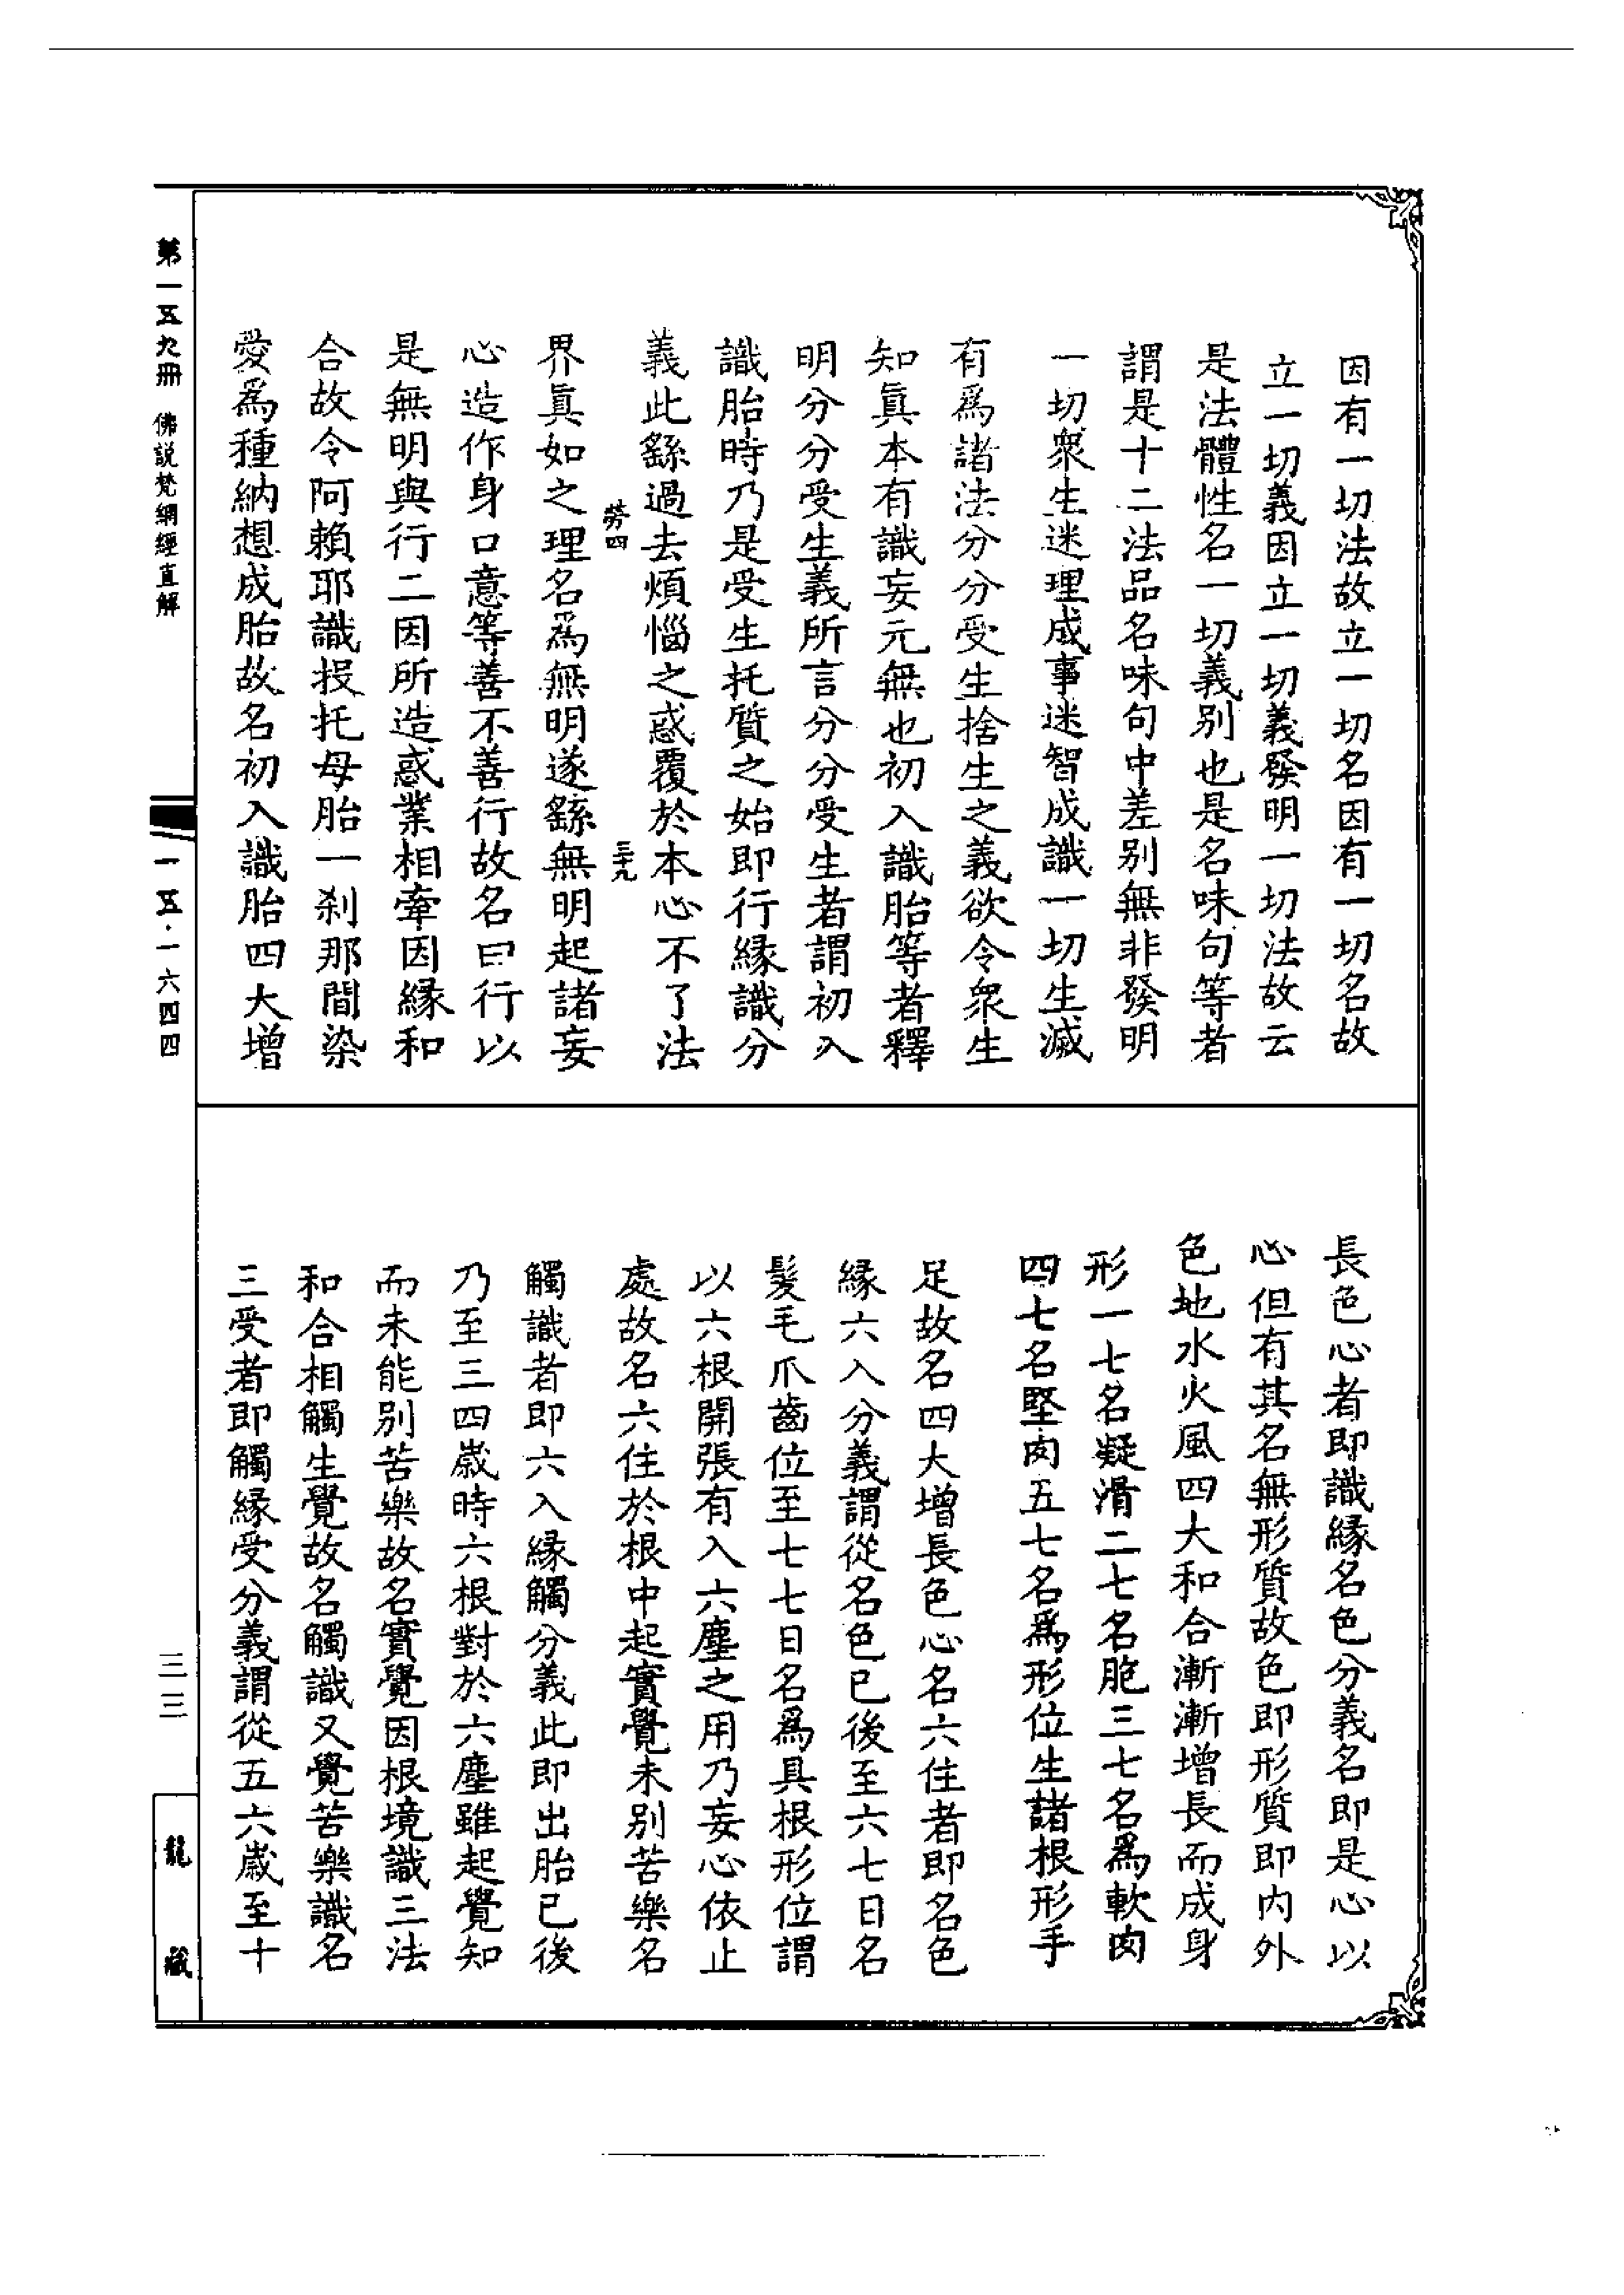 因有一切法故立一切名因有一切名故
立一切義因立一切義發明一切法故云
是法體性名一切義別也是名味句等者
謂是十二法品名味句中差別無非發明
一切衆生迷理成事迷智成識一切生滅
有爲諸法分分受生捨生之義欲令衆生
知眞本有識妄元無也初入識胎等者釋
明分分受生義所言分分受生者謂初入
識胎時乃是受生托質之始即行緣識分
義此繇過去煩惱之惑覆於本心不了法
勞四
三十九
界眞如之理名爲無明遂繇無明起諸妄
心造作身口意等善不善行故名曰行以
是無明與行二因所造惑業相牽因緣和
合故令阿賴耶識投托母胎一刹那間染
愛爲種納想成胎故名初入識胎四大增
長色心者即識緣名色分義名即是心以
心但有其名無形質故色即形質即內外
色地水火風四大和合漸漸增長而成身
形一七名凝滑二七名胞三七名爲軟肉
四七名堅肉五七名爲形位生諸根形手
足故名四大增長色心名六住者即名色
緣六入分義謂從名色已後至六七日名
髮毛爪齒位至七七日名爲具根形位謂
以六根開張有入六塵之用乃妄心依止
處故名六住於根中起實覺未別苦樂名
觸識者即六入緣觸分義此即出胎已後
乃至三四歲時六根對於六塵雖起覺知
而未能別苦樂故名實覺因根境識三法
和合相觸生覺故名觸識又覺苦樂識名
三受者即觸緣受分義謂從五六歲至十
第一五九冊 佛説梵網經直解
一五·一六四四
三三
龍藏